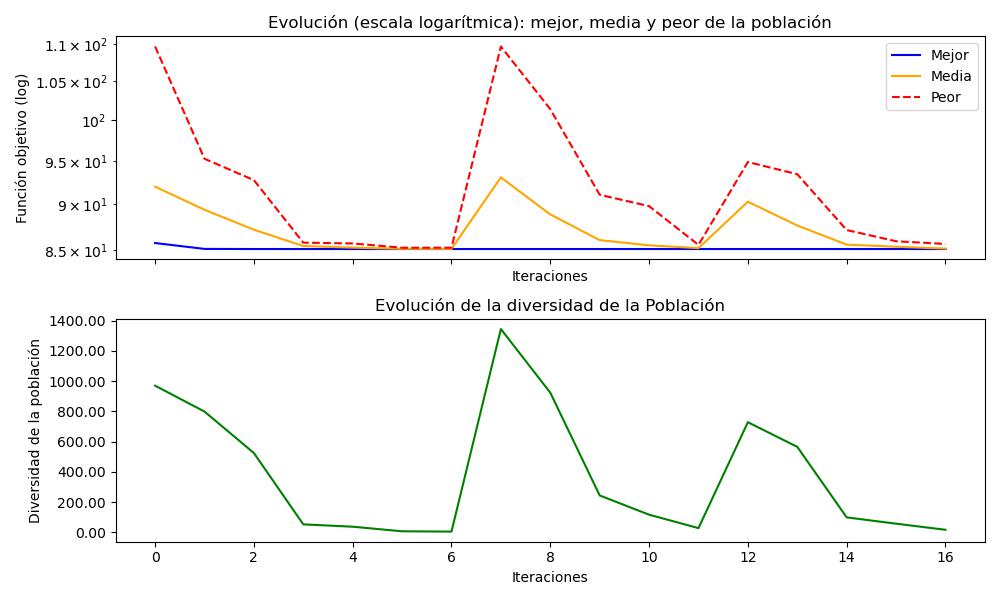 Evolución (escala logarítmica): mejor, media y peor de la población
Función objetivo (log)
1.1 × 10²
1.05 × 10²
10²
9.5 × 10¹
9 × 10¹
8.5 × 10¹
Mejor
Media
Peor
Iteraciones
Evolución de la diversidad de la Población
Diversidad de la población
1400.00
1200.00
1000.00
800.00
600.00
400.00
200.00
0.00
0 2 4 6 8 10 12 14 16
Iteraciones